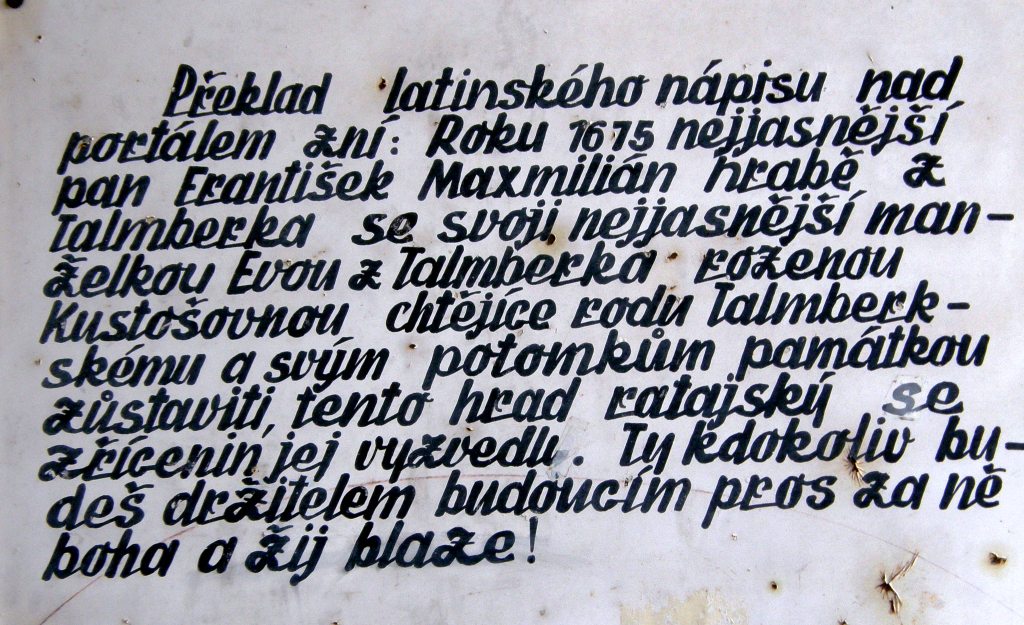 Překlad latinského nápisu nad
portálem zní: Roku 1675 nejjasnější
pan František Maxmilián hrabě z
Talmberka se svoji nejjasnější man-
želkou Evou z Talmberka roženou
Kustošovnou chtějíce rodu Talmberk-
skému a svým potomkům památkou
zůstaviti, tento hrad ratajský se
zřícenin jej vyzvedli. Ty kdokoliv bu-
deš držitelem budoucím pros za ně
boha a žij blaze!